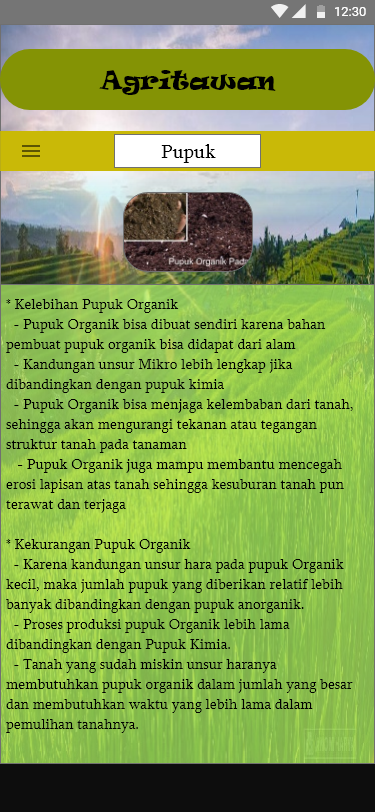 12:30
Agritawan
Pupuk
Pupuk Organik Pada
* Kelebihan Pupuk Organik
- Pupuk Organik bisa dibuat sendiri karena bahan
pembuat pupuk organik bisa didapat dari alam
- Kandungan unsur Mikro lebih lengkap jika
dibandingkan dengan pupuk kimia
- Pupuk Organik bisa menjaga kelembaban dari tanah,
sehingga akan mengurangi tekanan atau tegangan
struktur tanah pada tanaman
- Pupuk Organik juga mampu membantu mencegah
erosi lapisan atas tanah sehingga kesuburan tanah pun
terawat dan terjaga
* Kekurangan Pupuk Organik
- Karena kandungan unsur hara pada pupuk Organik
kecil, maka jumlah pupuk yang diberikan relatif lebih
banyak dibandingkan dengan pupuk anorganik.
- Proses produksi pupuk Organik lebih lama
dibandingkan dengan Pupuk Kimia.
- Tanah yang sudah miskin unsur haranya
membutuhkan pupuk organik dalam jumlah yang besar
dan membutuhkan waktu yang lebih lama dalam
pemulihan tanahnya.